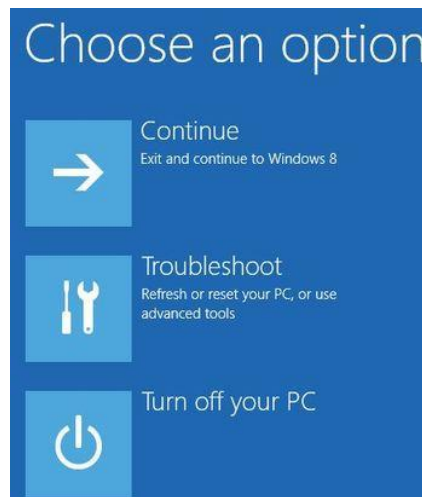 Choose an option
Continue
Exit and continue to Windows 8
Troubleshoot
Refresh or reset your PC, or use
advanced tools
Turn off your PC